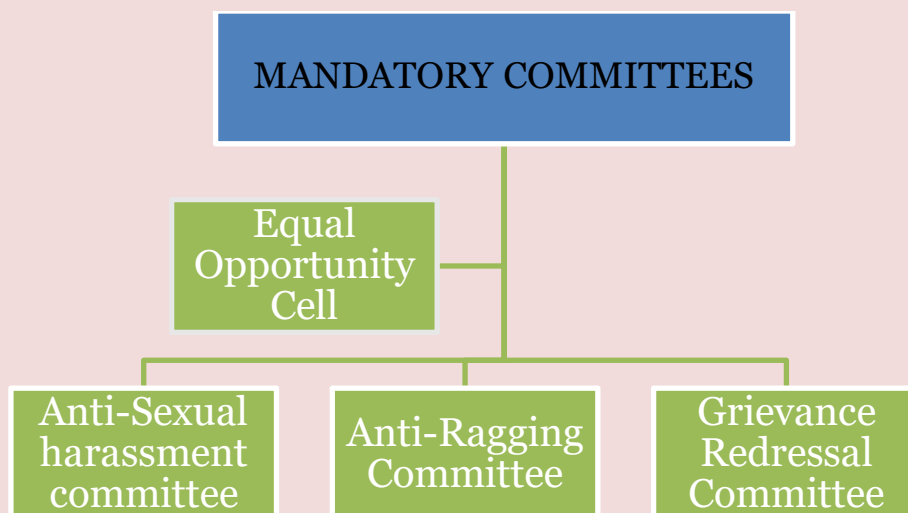 MANDATORY COMMITTEES
Equal
Opportunity
Cell
Anti-Sexual
harassment
committee
Anti-Ragging
Committee
Grievance
Redressal
Committee